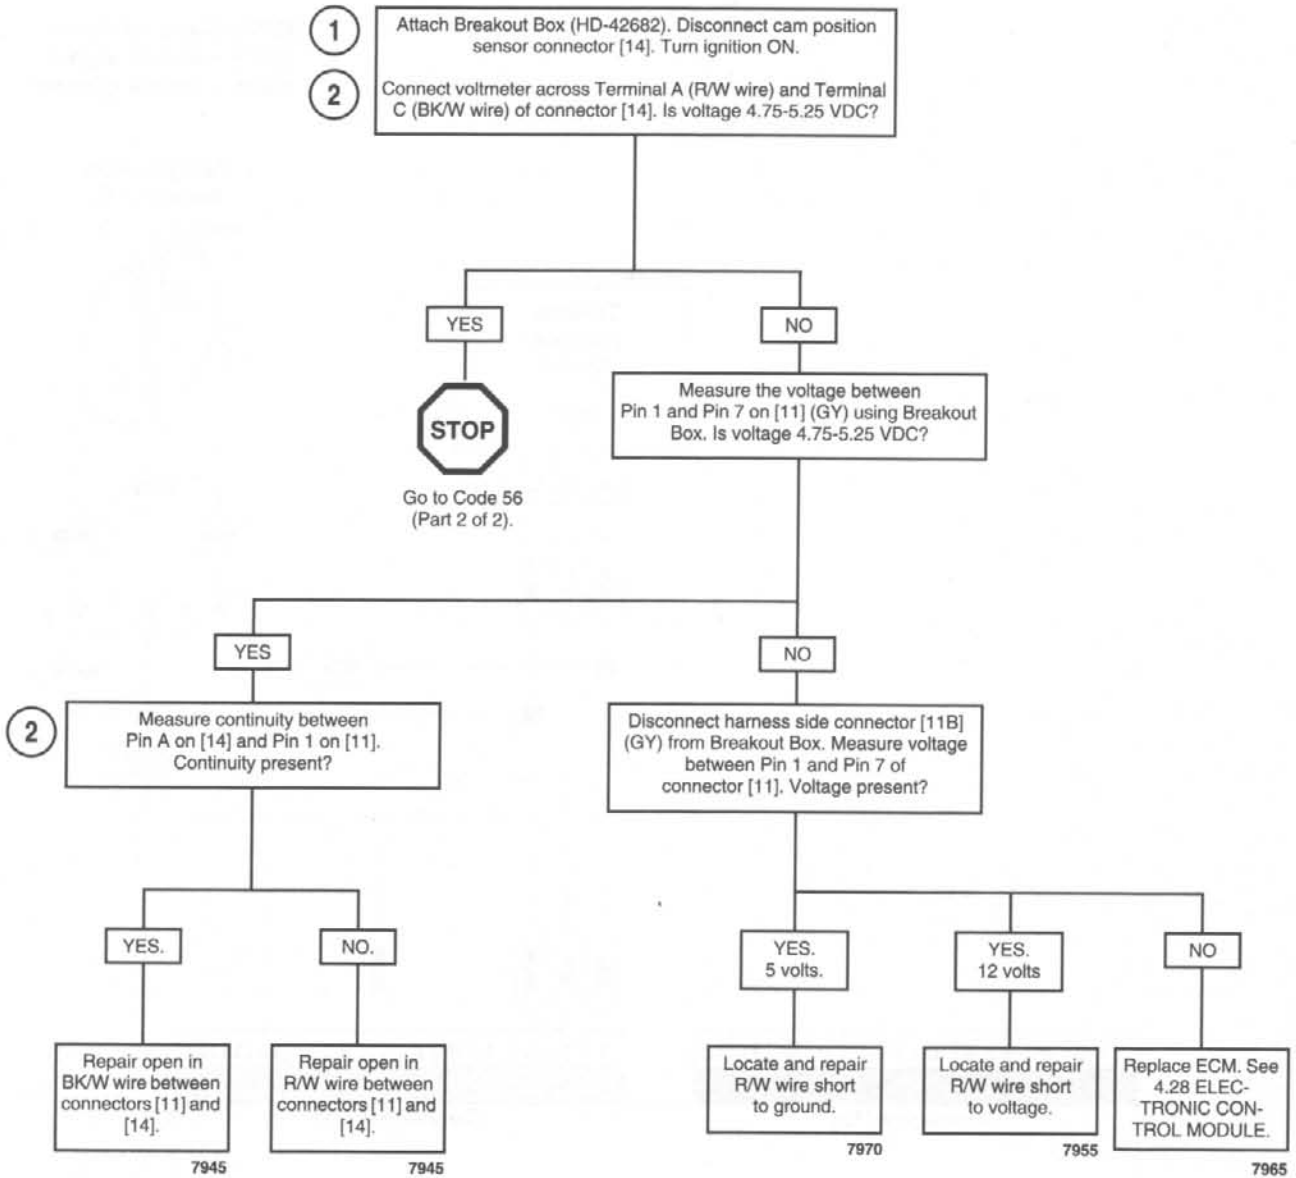 1
Attach Breakout Box (HD-42682). Disconnect cam position
sensor connector [14]. Turn ignition ON.
2
Connect voltmeter across Terminal A (R/W wire) and Terminal
C (BK/W wire) of connector [14]. Is voltage 4.75-5.25 VDC?
YES
NO
STOP
Go to Code 56
(Part 2 of 2).
Measure the voltage between
Pin 1 and Pin 7 on [11] (GY) using Breakout
Box. Is voltage 4.75-5.25 VDC?
YES
NO
2
Measure continuity between
Pin A on [14] and Pin 1 on [11].
Continuity present?
Disconnect harness side connector [11B]
(GY) from Breakout Box. Measure voltage
between Pin 1 and Pin 7 of
connector [11]. Voltage present?
YES.
NO.
YES.
5 volts.
YES.
12 volts
NO
Repair open in
BK/W wire between
connectors [11] and
[14].
7945
Repair open in
R/W wire between
connectors [11] and
[14].
7945
Locate and repair
R/W wire short
to ground.
7970
Locate and repair
R/W wire short
to voltage.
7955
Replace ECM. See
4.28 ELEC-
TRONIC CON-
TROL MODULE.
7965